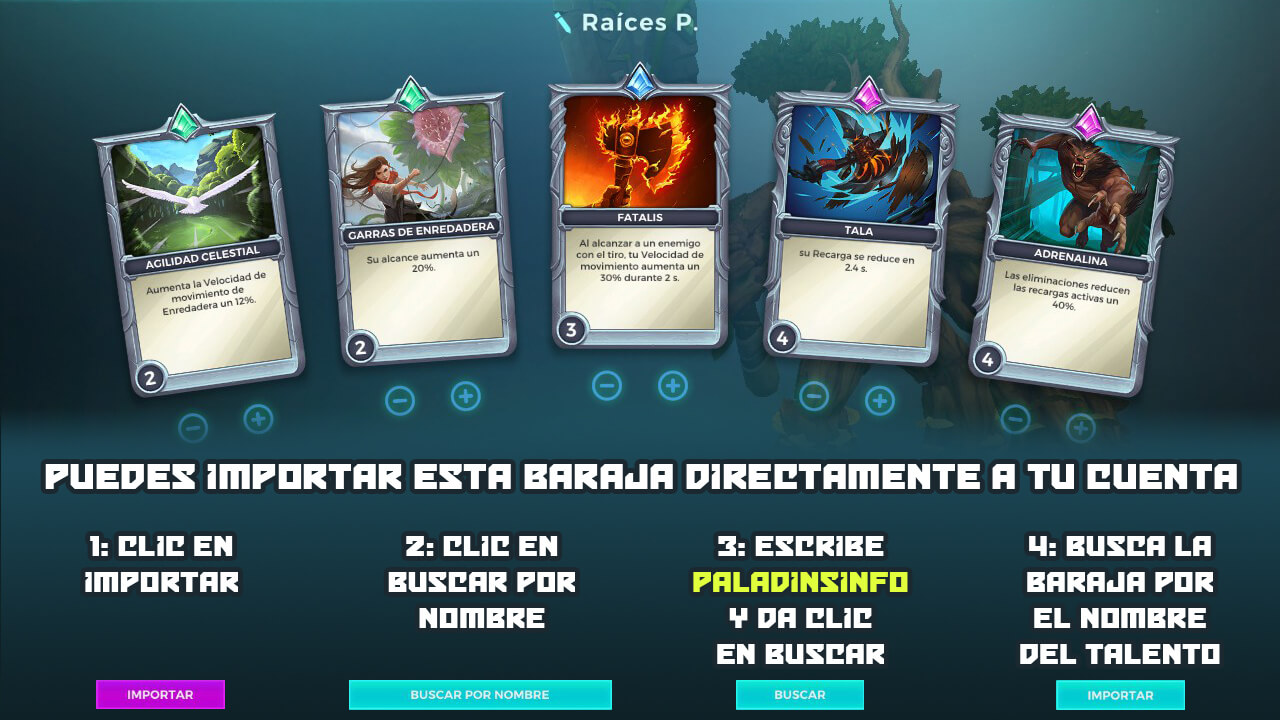 Raíces P.
AGILIDAD CELESTIAL
Aumenta la Velocidad de
movimiento de
Enredadera un 12%.
2
GARRAS DE ENREDADERA
Su alcance aumenta un
20%.
2
FATALIS
Al alcanzar a un enemigo
con el tiro, tu Velocidad de
movimiento aumenta un
30% durante 2 s.
3
TALA
su Recarga se reduce en
2.4 s.
4
ADRENALINA
Las eliminaciones reducen
las recargas activas un
40%.
4
PUEDES IMPORTAR ESTA BARAJA DIRECTAMENTE A TU CUENTA
1: CLIC EN
IMPORTAR
IMPORTAR
2: CLIC EN
BUSCAR POR
NOMBRE
BUSCAR POR NOMBRE
3: ESCRIBE
PALADINSINFO
Y DA CLIC
EN BUSCAR
BUSCAR
4: BUSCA LA
BARAJA POR
EL NOMBRE
DEL TALENTO
IMPORTAR